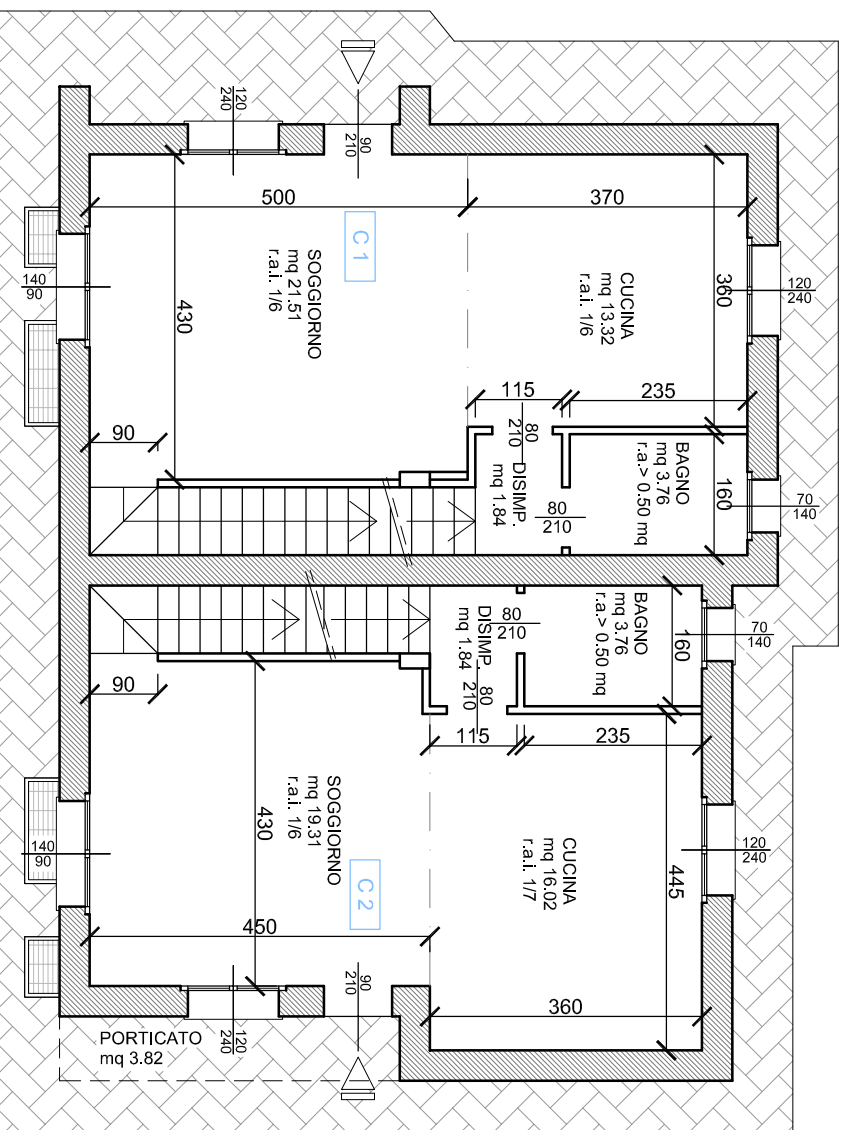 120
240
90
210
500
370
C 1
SOGGIORNO
mq 21.51
r.a.i. 1/6
CUCINA
mq 13.32
r.a.i. 1/6
360
120
240
140
90
430
115
235
90
80
210
DISIMP.
mq 1.84
80
210
BAGNO
mq 3.76
r.a.> 0.50 mq
160
70
140
80
210
DISIMP.
mq 1.84
80
210
BAGNO
mq 3.76
r.a.> 0.50 mq
160
70
140
90
115
235
SOGGIORNO
mq 19.31
r.a.i. 1/6
430
C 2
CUCINA
mq 16.02
r.a.i. 1/7
445
120
240
140
90
450
90
210
360
120
240
PORTICATO
mq 3.82